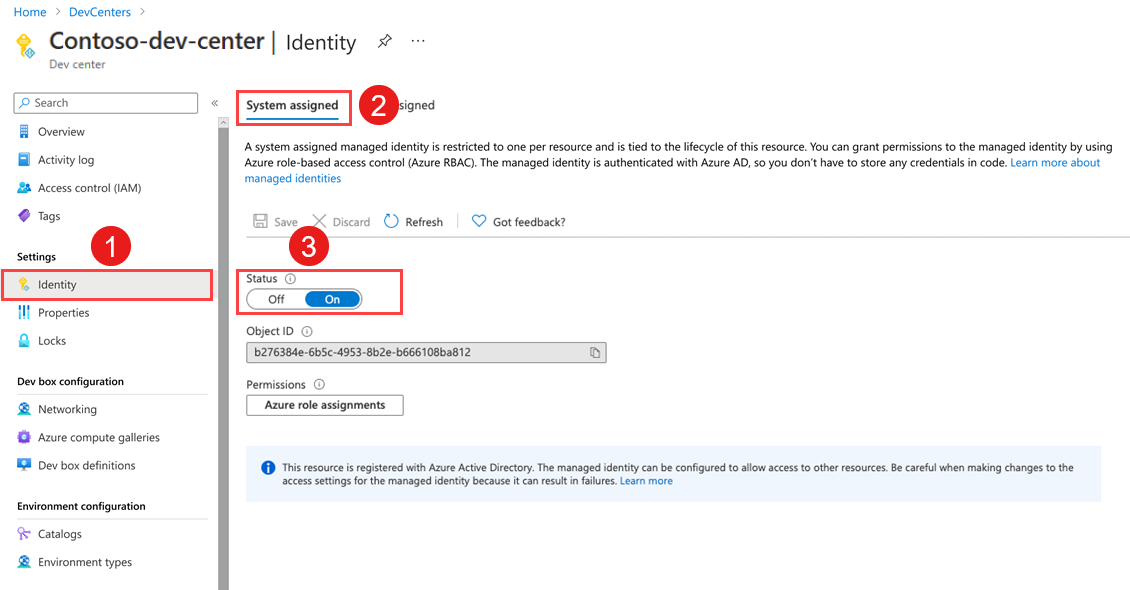 Home > DevCenters >
Contoso-dev-center | Identity ...
Dev center
Search «
Overview
Activity log
Access control (IAM)
Tags
1
Settings
Identity
Properties
Locks
Dev box configuration
Networking
Azure compute galleries
Dev box definitions
Environment configuration
Catalogs
Environment types
System assigned 2 signed
A system assigned managed identity is restricted to one per resource and is tied to the lifecycle of this resource. You can grant permissions to the managed identity by using
Azure role-based access control (Azure RBAC). The managed identity is authenticated with Azure AD, so you don't have to store any credentials in code. Learn more about
managed identities
Save Discard Refresh Got feedback?
3
Status
Off On
Object ID
b276384e-6b5c-4953-8b2e-b666108ba812
Permissions
Azure role assignments
This resource is registered with Azure Active Directory. The managed identity can be configured to allow access to other resources. Be careful when making changes to the
access settings for the managed identity because it can result in failures. Learn more